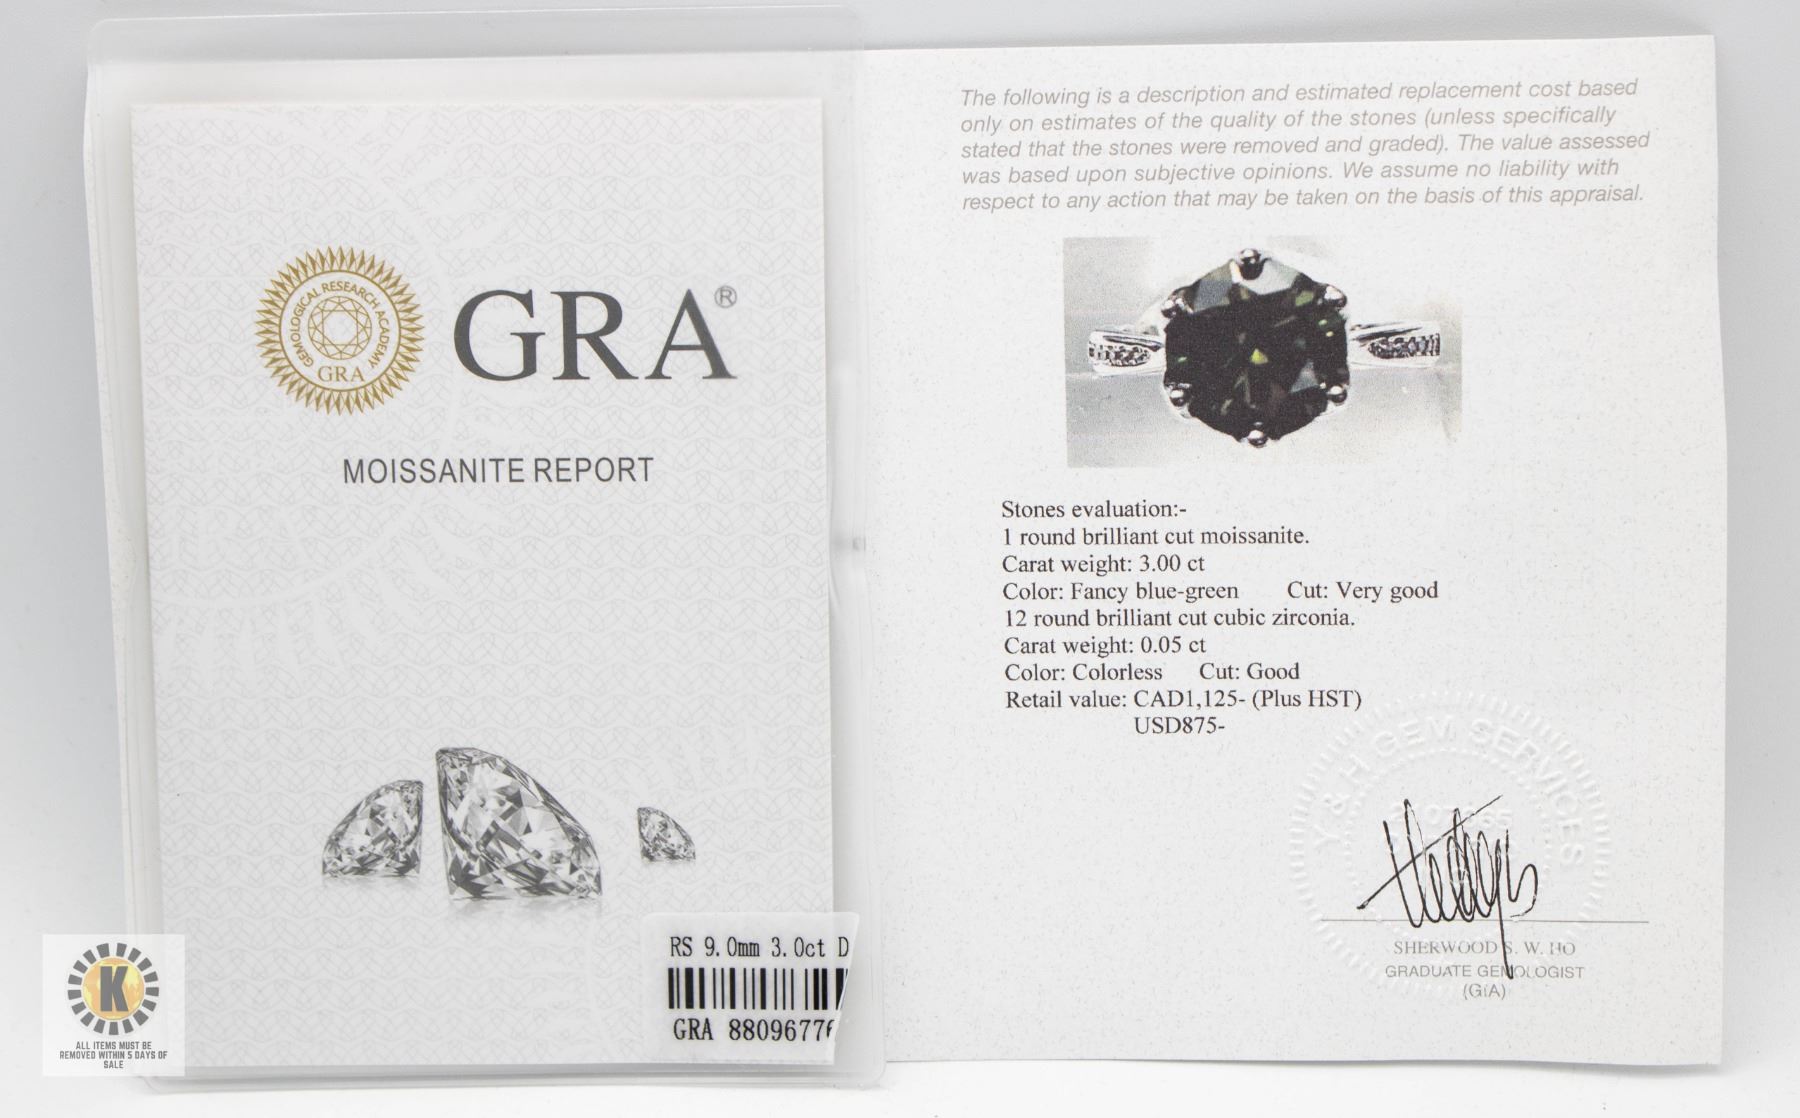 GEMOLOGICAL RESEARCH ACADEMY
GRA
GRA®
MOISSANITE REPORT
RS 9.0mm 3.0ct D
GRA 8809677
K
ALL ITEMS MUST BE
REMOVED WITHIN 5 DAYS OF
SALE
The following is a description and estimated replacement cost based
only on estimates of the quality of the stones (unless specifically
stated that the stones were removed and graded). The value assessed
was based upon subjective opinions. We assume no liability with
respect to any action that may be taken on the basis of this appraisal.
Stones evaluation:-
1 round brilliant cut moissanite.
Carat weight: 3.00 ct
Color: Fancy blue-green Cut: Very good
12 round brilliant cut cubic zirconia.
Carat weight: 0.05 ct
Color: Colorless Cut: Good
Retail value: CAD1,125- (Plus HST)
USD875-
Y & H GEM SERVICES
SHERWOOD S. W. HO
GRADUATE GEMOLOGIST
(GIA)